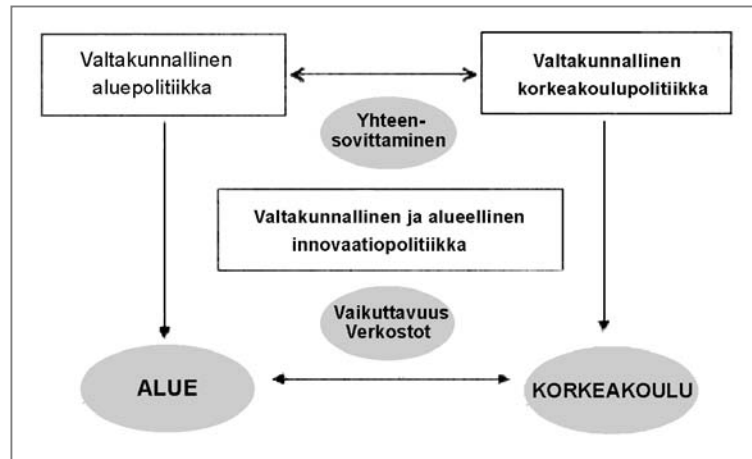 Valtakunnallinen
aluepolitiikka
Valtakunnallinen
korkeakoulupolitiikka
Yhteen-
sovittaminen
Valtakunnallinen ja alueellinen
innovaatiopolitiikka
Vaikuttavuus
Verkostot
ALUE
KORKEAKOULU